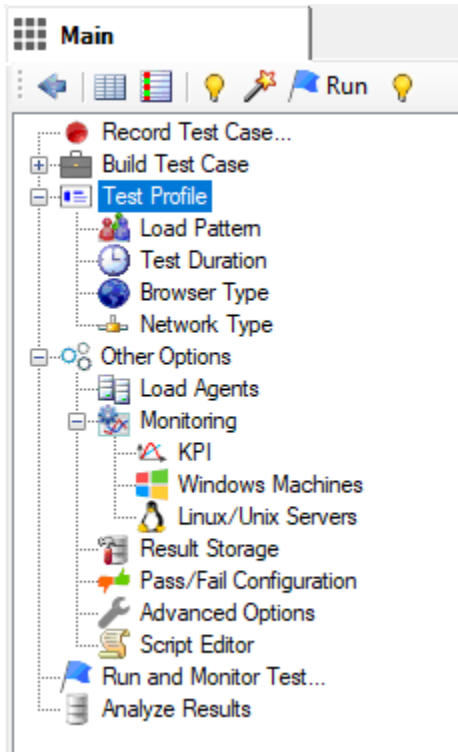 Main
Run
Record Test Case...
Build Test Case
Test Profile
Load Pattern
Test Duration
Browser Type
Network Type
Other Options
Load Agents
Monitoring
KPI
Windows Machines
Linux/Unix Servers
Result Storage
Pass/Fail Configuration
Advanced Options
Script Editor
Run and Monitor Test...
Analyze Results